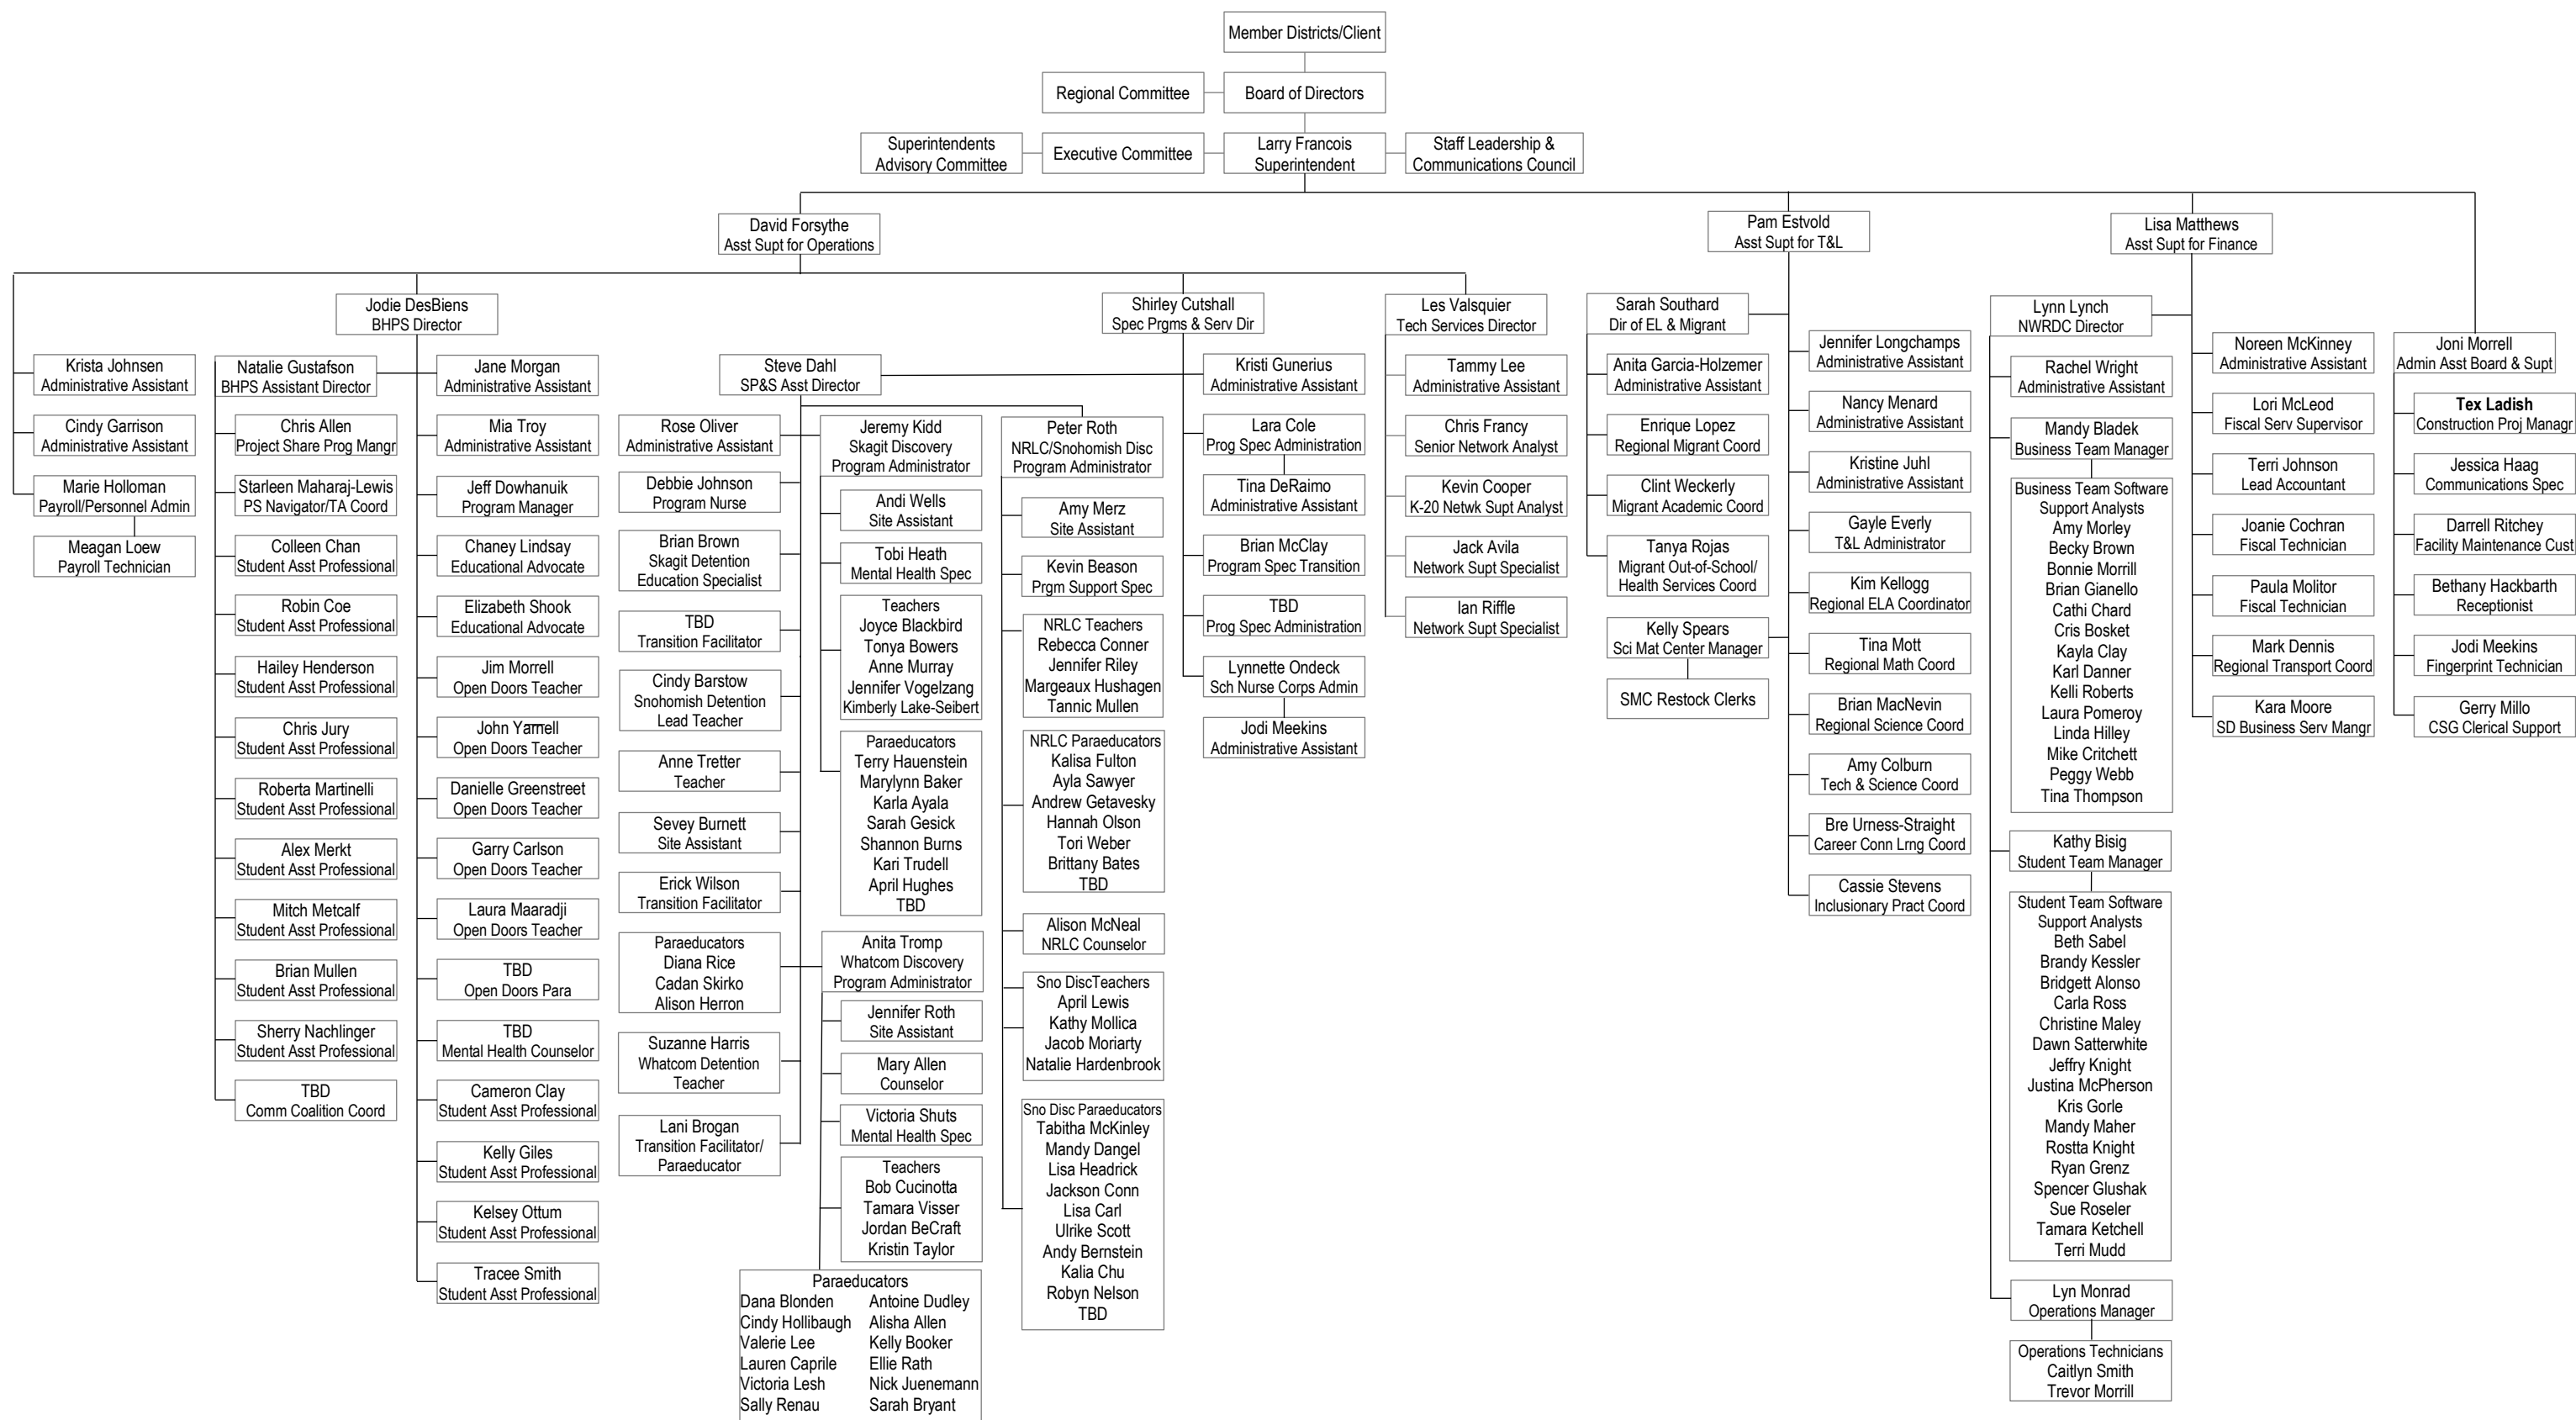 Member Districts/Client
Regional Committee
Board of Directors
Superintendents
Advisory Committee
Executive Committee
Larry Francois
Superintendent
Staff Leadership &
Communications Council
David Forsythe
Asst Supt for Operations
Pam Estvold
Asst Supt for T&L
Lisa Matthews
Asst Supt for Finance
Krista Johnsen
Administrative Assistant
Cindy Garrison
Administrative Assistant
Marie Holloman
Payroll/Personnel Admin
Meagan Loew
Payroll Technician
Jodie DesBiens
BHPS Director
Natalie Gustafson
BHPS Assistant Director
Chris Allen
Project Share Prog Mangr
Starleen Maharaj-Lewis
PS Navigator/TA Coord
Colleen Chan
Student Asst Professional
Robin Coe
Student Asst Professional
Hailey Henderson
Student Asst Professional
Chris Jury
Student Asst Professional
Roberta Martinelli
Student Asst Professional
Alex Merkt
Student Asst Professional
Mitch Metcalf
Student Asst Professional
Brian Mullen
Student Asst Professional
Sherry Nachlinger
Student Asst Professional
TBD
Comm Coalition Coord
Jane Morgan
Administrative Assistant
Mia Troy
Administrative Assistant
Jeff Dowhanuik
Program Manager
Chaney Lindsay
Educational Advocate
Elizabeth Shook
Educational Advocate
Jim Morrell
Open Doors Teacher
John Yarnell
Open Doors Teacher
Danielle Greenstreet
Open Doors Teacher
Garry Carlson
Open Doors Teacher
Laura Maaradji
Open Doors Teacher
TBD
Open Doors Para
TBD
Mental Health Counselor
Cameron Clay
Student Asst Professional
Kelly Giles
Student Asst Professional
Kelsey Ottum
Student Asst Professional
Tracee Smith
Student Asst Professional
Shirley Cutshall
Spec Prgms & Serv Dir
Steve Dahl
SP&S Asst Director
Rose Oliver
Administrative Assistant
Debbie Johnson
Program Nurse
Brian Brown
Skagit Detention
Education Specialist
TBD
Transition Facilitator
Cindy Barstow
Snohomish Detention
Lead Teacher
Anne Tretter
Teacher
Sevey Burnett
Site Assistant
Erick Wilson
Transition Facilitator
Paraeducators
Diana Rice
Cadan Skirko
Alison Herron
Suzanne Harris
Whatcom Detention
Teacher
Lani Brogan
Transition Facilitator/
Paraeducator
Jeremy Kidd
Skagit Discovery
Program Administrator
Andi Wells
Site Assistant
Tobi Heath
Mental Health Spec
Teachers
Joyce Blackbird
Tonya Bowers
Anne Murray
Jennifer Vogelzang
Kimberly Lake-Seibert
Paraeducators
Terry Hauenstein
Marylynn Baker
Karla Ayala
Sarah Gesick
Shannon Burns
Kari Trudell
April Hughes
TBD
Anita Tromp
Whatcom Discovery
Program Administrator
Jennifer Roth
Site Assistant
Mary Allen
Counselor
Victoria Shuts
Mental Health Spec
Teachers
Bob Cucinotta
Tamara Visser
Jordan BeCraft
Kristin Taylor
Paraeducators
Dana Blonden Antoine Dudley
Cindy Hollibaugh Alisha Allen
Valerie Lee Kelly Booker
Lauren Caprile Ellie Rath
Victoria Lesh Nick Juenemann
Sally Renau Sarah Bryant
Peter Roth
NRLC/Snohomish Disc
Program Administrator
Amy Merz
Site Assistant
Kevin Beason
Prgm Support Spec
NRLC Teachers
Rebecca Conner
Jennifer Riley
Margeaux Hushagen
Tannic Mullen
NRLC Paraeducators
Kalisa Fulton
Ayla Sawyer
Andrew Getavesky
Hannah Olson
Tori Weber
Brittany Bates
TBD
Alison McNeal
NRLC Counselor
Sno DiscTeachers
April Lewis
Kathy Mollica
Jacob Moriarty
Natalie Hardenbrook
Sno Disc Paraeducators
Tabitha McKinley
Mandy Dangel
Lisa Headrick
Jackson Conn
Lisa Carl
Ulrike Scott
Andy Bernstein
Kalia Chu
Robyn Nelson
TBD
Kristi Gunerius
Administrative Assistant
Lara Cole
Prog Spec Administration
Tina DeRaimo
Administrative Assistant
Brian McClay
Program Spec Transition
TBD
Prog Spec Administration
Lynnette Ondeck
Sch Nurse Corps Admin
Jodi Meekins
Administrative Assistant
Les Valsquier
Tech Services Director
Tammy Lee
Administrative Assistant
Chris Francy
Senior Network Analyst
Kevin Cooper
K-20 Netwk Supt Analyst
Jack Avila
Network Supt Specialist
Ian Riffle
Network Supt Specialist
Sarah Southard
Dir of EL & Migrant
Anita Garcia-Holzemer
Administrative Assistant
Enrique Lopez
Regional Migrant Coord
Clint Weckerly
Migrant Academic Coord
Tanya Rojas
Migrant Out-of-School/
Health Services Coord
Kelly Spears
Sci Mat Center Manager
SMC Restock Clerks
Jennifer Longchamps
Administrative Assistant
Nancy Menard
Administrative Assistant
Kristine Juhl
Administrative Assistant
Gayle Everly
T&L Administrator
Kim Kellogg
Regional ELA Coordinator
Tina Mott
Regional Math Coord
Brian MacNevin
Regional Science Coord
Amy Colburn
Tech & Science Coord
Bre Urness-Straight
Career Conn Lrng Coord
Cassie Stevens
Inclusionary Pract Coord
Lynn Lynch
NWRDC Director
Rachel Wright
Administrative Assistant
Mandy Bladek
Business Team Manager
Business Team Software
Support Analysts
Amy Morley
Becky Brown
Bonnie Morrill
Brian Gianello
Cathi Chard
Cris Bosket
Kayla Clay
Karl Danner
Kelli Roberts
Laura Pomeroy
Linda Hilley
Mike Critchett
Peggy Webb
Tina Thompson
Kathy Bisig
Student Team Manager
Student Team Software
Support Analysts
Beth Sabel
Brandy Kessler
Bridgett Alonso
Carla Ross
Christine Maley
Dawn Satterwhite
Jeffry Knight
Justina McPherson
Kris Gorle
Mandy Maher
Rostta Knight
Ryan Grenz
Spencer Glushak
Sue Roseler
Tamara Ketchell
Terri Mudd
Lyn Monrad
Operations Manager
Operations Technicians
Caitlyn Smith
Trevor Morrill
Noreen McKinney
Administrative Assistant
Lori McLeod
Fiscal Serv Supervisor
Terri Johnson
Lead Accountant
Joanie Cochran
Fiscal Technician
Paula Molitor
Fiscal Technician
Mark Dennis
Regional Transport Coord
Kara Moore
SD Business Serv Mangr
Joni Morrell
Admin Asst Board & Supt
Tex Ladish
Construction Proj Managr
Jessica Haag
Communications Spec
Darrell Ritchey
Facility Maintenance Cust
Bethany Hackbarth
Receptionist
Jodi Meekins
Fingerprint Technician
Gerry Millo
CSG Clerical Support